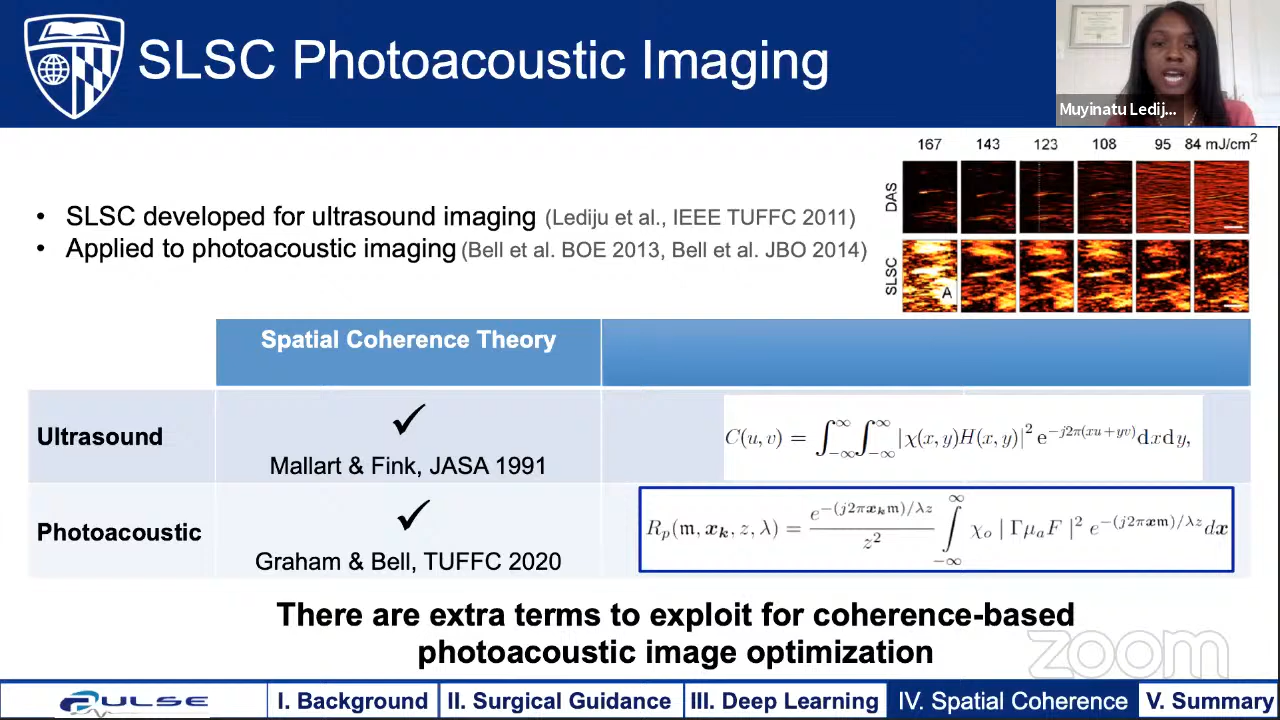 SLSC Photoacoustic Imaging
Muyinatu Ledij...
167 143 123 108 95 84 mJ/cm²
DAS
SLSC
A
• SLSC developed for ultrasound imaging (Lediju et al., IEEE TUFFC 2011)
• Applied to photoacoustic imaging (Bell et al. BOE 2013, Bell et al. JBO 2014)
Spatial Coherence Theory
Ultrasound
✓
Mallart & Fink, JASA 1991
C(u, v) = ∫_{-∞}^{∞} ∫_{-∞}^{∞} |χ(x, y)H(x, y)|² e^{-j2π(xu+yv)} dxdy,
Photoacoustic
✓
Graham & Bell, TUFFC 2020
R_p(m, x_k, z, λ) = e^{-(j2πx_k m)/λz} / z² ∫_{-∞}^{∞} χ_o | Γμ_a F |² e^{-(j2πxm)/λz} dx
There are extra terms to exploit for coherence-based
photoacoustic image optimization
zoom
PULSE I. Background II. Surgical Guidance III. Deep Learning IV. Spatial Coherence V. Summary